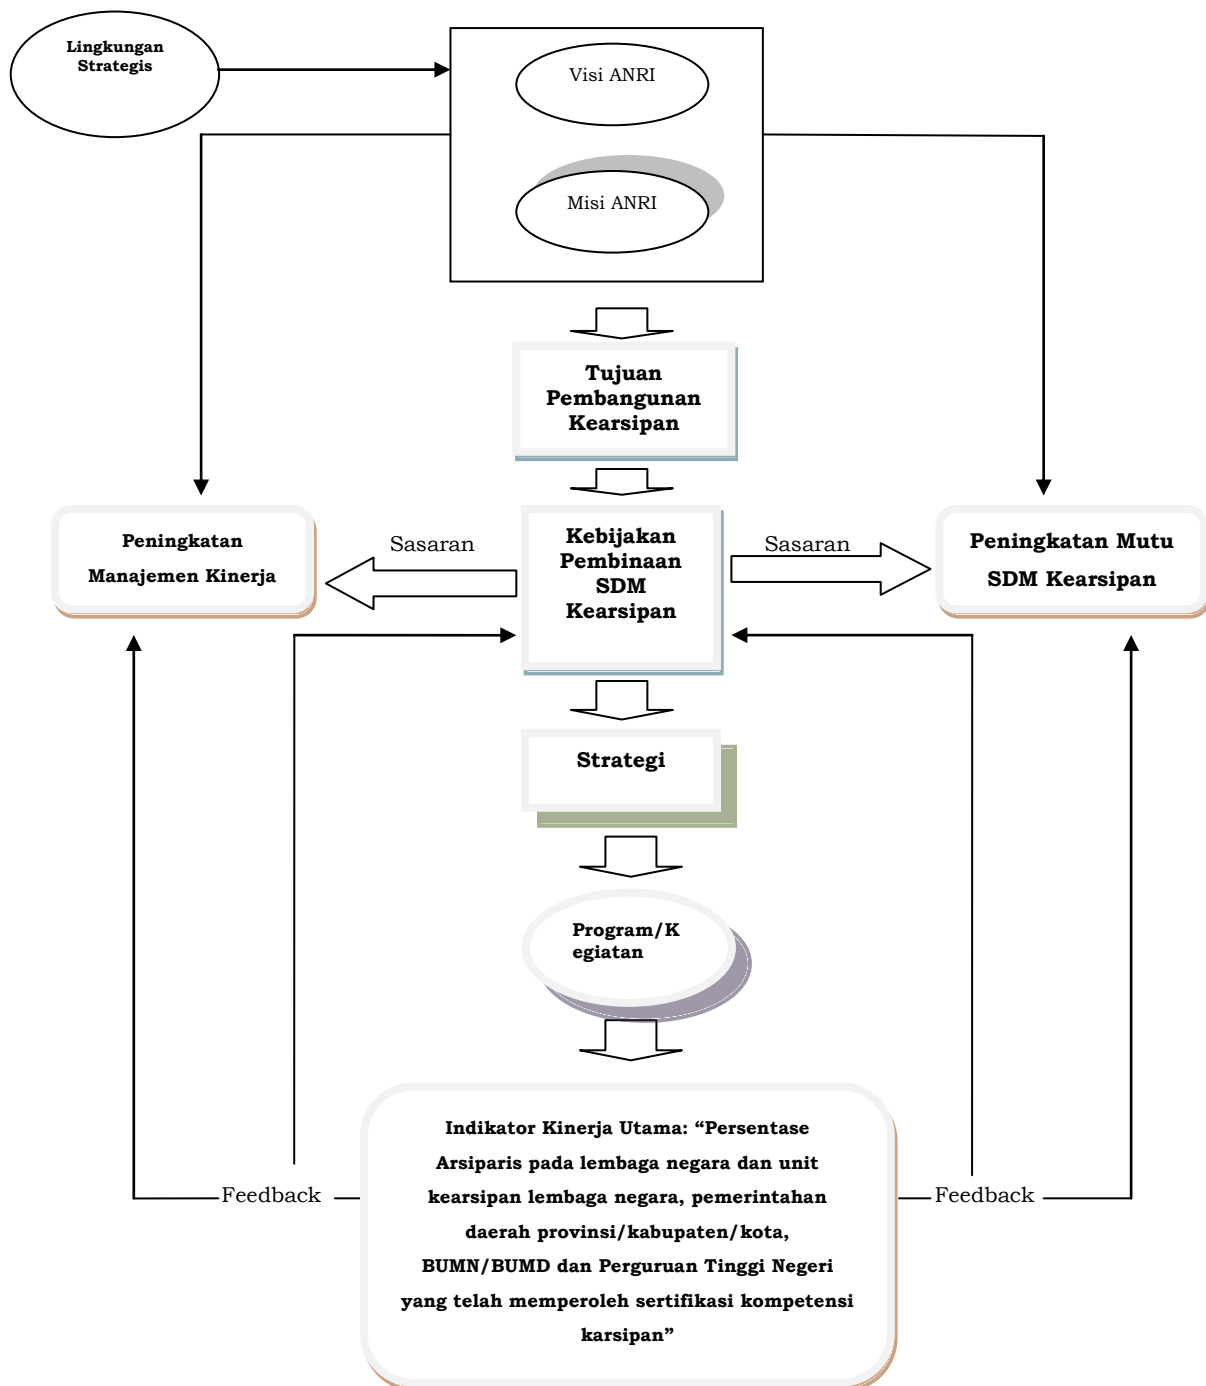 Lingkungan
Strategis
Visi ANRI
Misi ANRI
Tujuan
Pembangunan
Kearsipan
Peningkatan
Manajemen Kinerja
Sasaran
Kebijakan
Pembinaan
SDM
Kearsipan
Sasaran
Peningkatan Mutu
SDM Kearsipan
Strategi
Program/K
egiatan
Feedback
Indikator Kinerja Utama: “Persentase
Arsiparis pada lembaga negara dan unit
kearsipan lembaga negara, pemerintahan
daerah provinsi/kabupaten/kota,
BUMN/BUMD dan Perguruan Tinggi Negeri
yang telah memperoleh sertifikasi kompetensi
karsipan”
Feedback